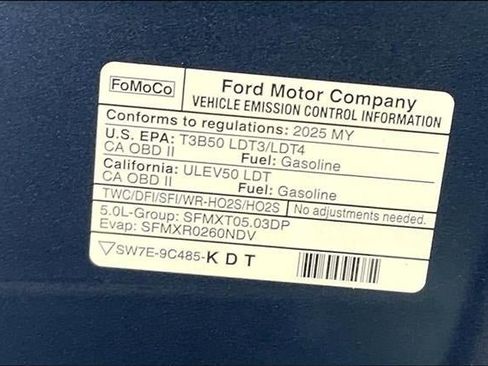 FoMoCo
Ford Motor Company
VEHICLE EMISSION CONTROL INFORMATION
Conforms to regulations: 2025 MY
U.S. EPA: T3B50 LDT3/LDT4
CA OBD II Fuel: Gasoline
California: ULEV50 LDT
CA OBD II Fuel: Gasoline
TWC/DFI/SFI/WR-HO2S/HO2S No adjustments needed.
5.0L-Group: SFMXT05.03DP
Evap: SFMXR0260NDV
SW7E-9C485-KDT